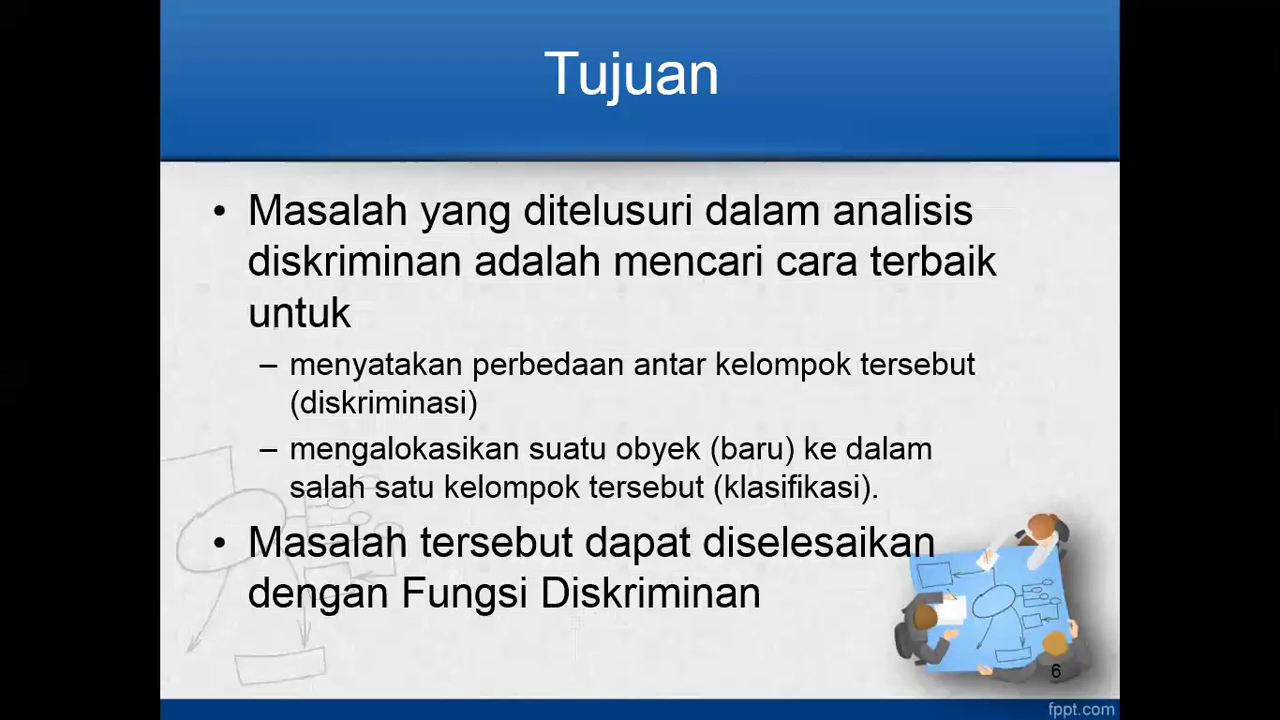 Tujuan
• Masalah yang ditelusuri dalam analisis
diskriminan adalah mencari cara terbaik
untuk
– menyatakan perbedaan antar kelompok tersebut
(diskriminasi)
– mengalokasikan suatu obyek (baru) ke dalam
salah satu kelompok tersebut (klasifikasi).
• Masalah tersebut dapat diselesaikan
dengan Fungsi Diskriminan
6
fppt.com